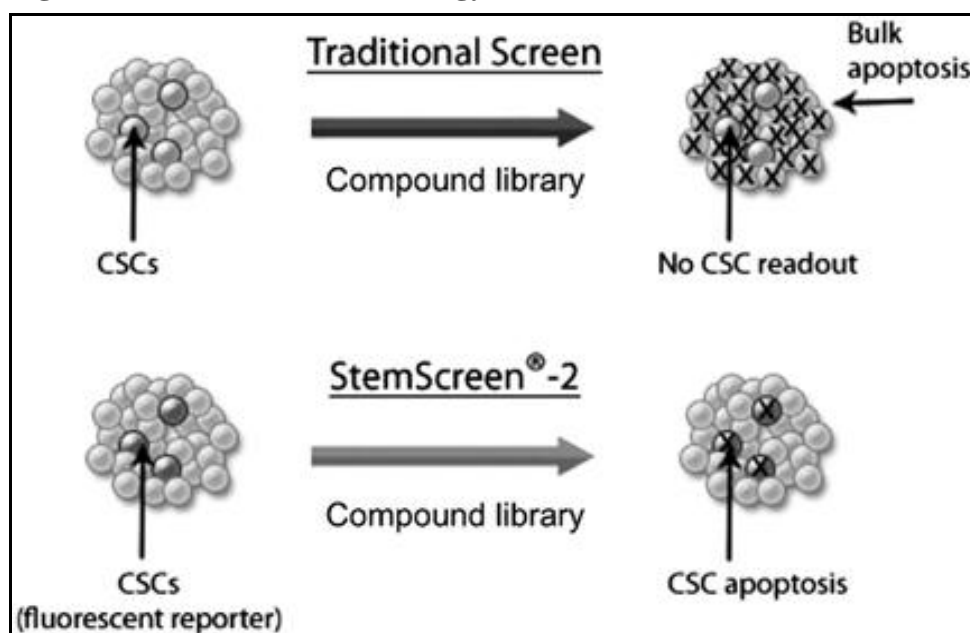 Traditional Screen
Bulk
apoptosis
Compound library
CSCs
No CSC readout
StemScreen®-2
Compound library
CSCs
(fluorescent reporter)
CSC apoptosis